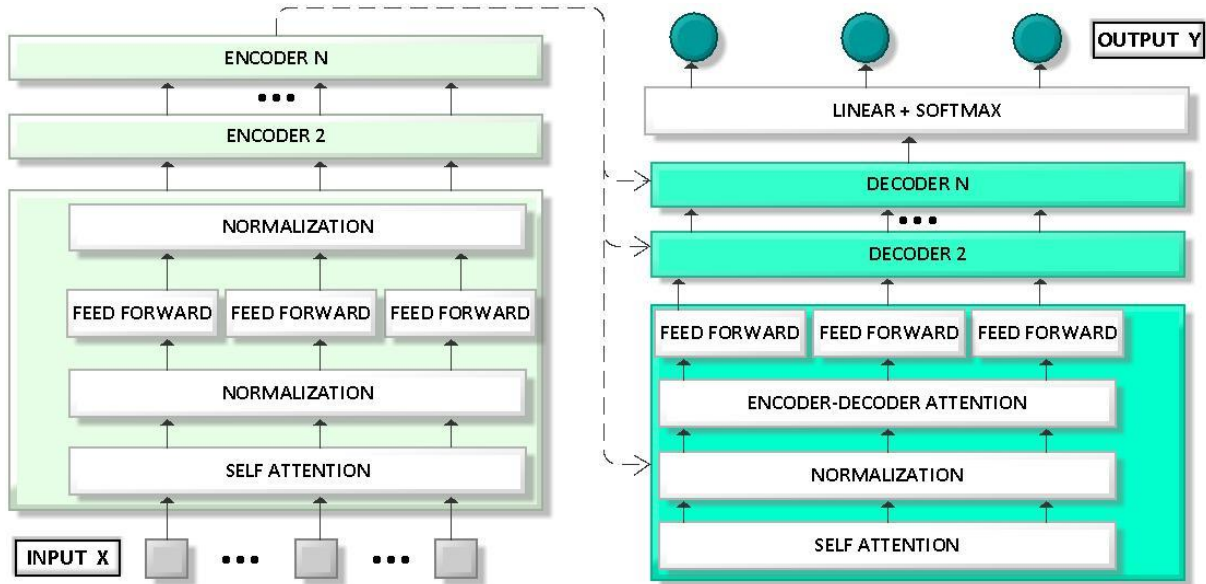 ENCODER N
...
ENCODER 2
NORMALIZATION
FEED FORWARD FEED FORWARD FEED FORWARD
NORMALIZATION
SELF ATTENTION
INPUT X ... ...
OUTPUT Y
LINEAR + SOFTMAX
DECODER N
...
DECODER 2
FEED FORWARD FEED FORWARD FEED FORWARD
ENCODER-DECODER ATTENTION
NORMALIZATION
SELF ATTENTION